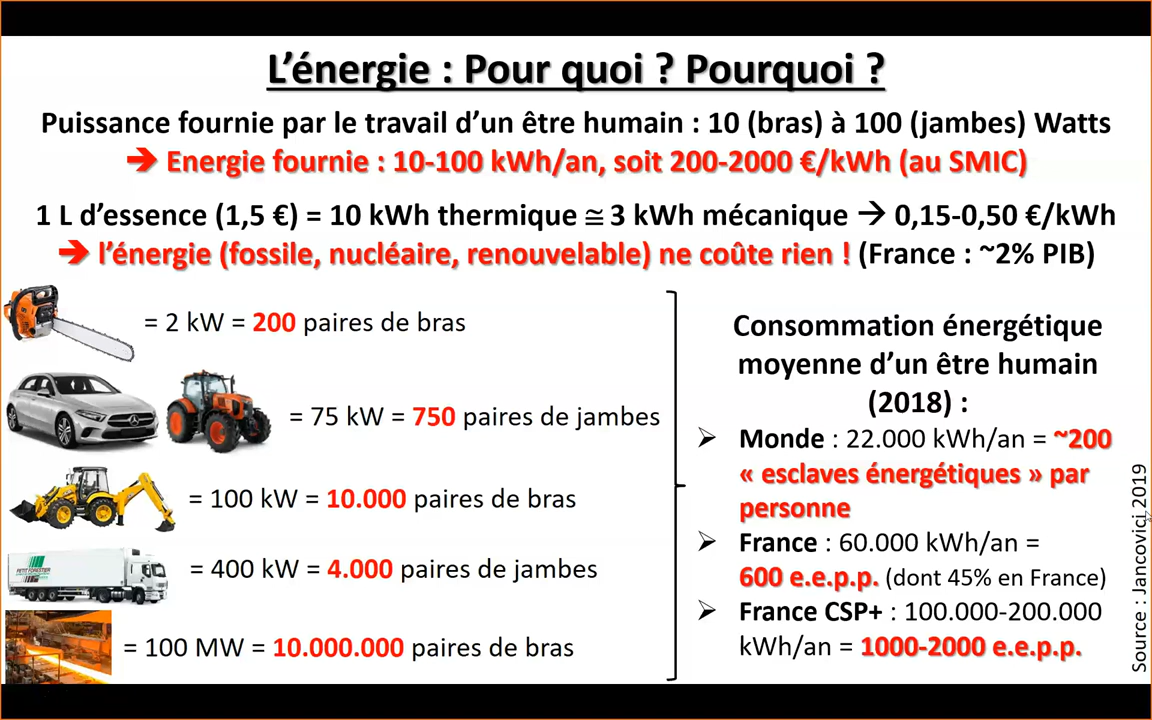 L'énergie : Pour quoi ? Pourquoi ?
Puissance fournie par le travail d'un être humain : 10 (bras) à 100 (jambes) Watts
➔ Energie fournie : 10-100 kWh/an, soit 200-2000 €/kWh (au SMIC)
1 L d'essence (1,5 €) = 10 kWh thermique ≅ 3 kWh mécanique → 0,15-0,50 €/kWh
➔ l'énergie (fossile, nucléaire, renouvelable) ne coûte rien ! (France : ~2% PIB)
= 2 kW = 200 paires de bras
= 75 kW = 750 paires de jambes
= 100 kW = 10.000 paires de bras
PETIT FORESTIER
= 400 kW = 4.000 paires de jambes
= 100 MW = 10.000.000 paires de bras
Consommation énergétique
moyenne d'un être humain
(2018) :
➢ Monde : 22.000 kWh/an = ~200
« esclaves énergétiques » par
personne
➢ France : 60.000 kWh/an =
600 e.e.p.p. (dont 45% en France)
➢ France CSP+ : 100.000-200.000
kWh/an = 1000-2000 e.e.p.p.
Source : Jancovici 2019